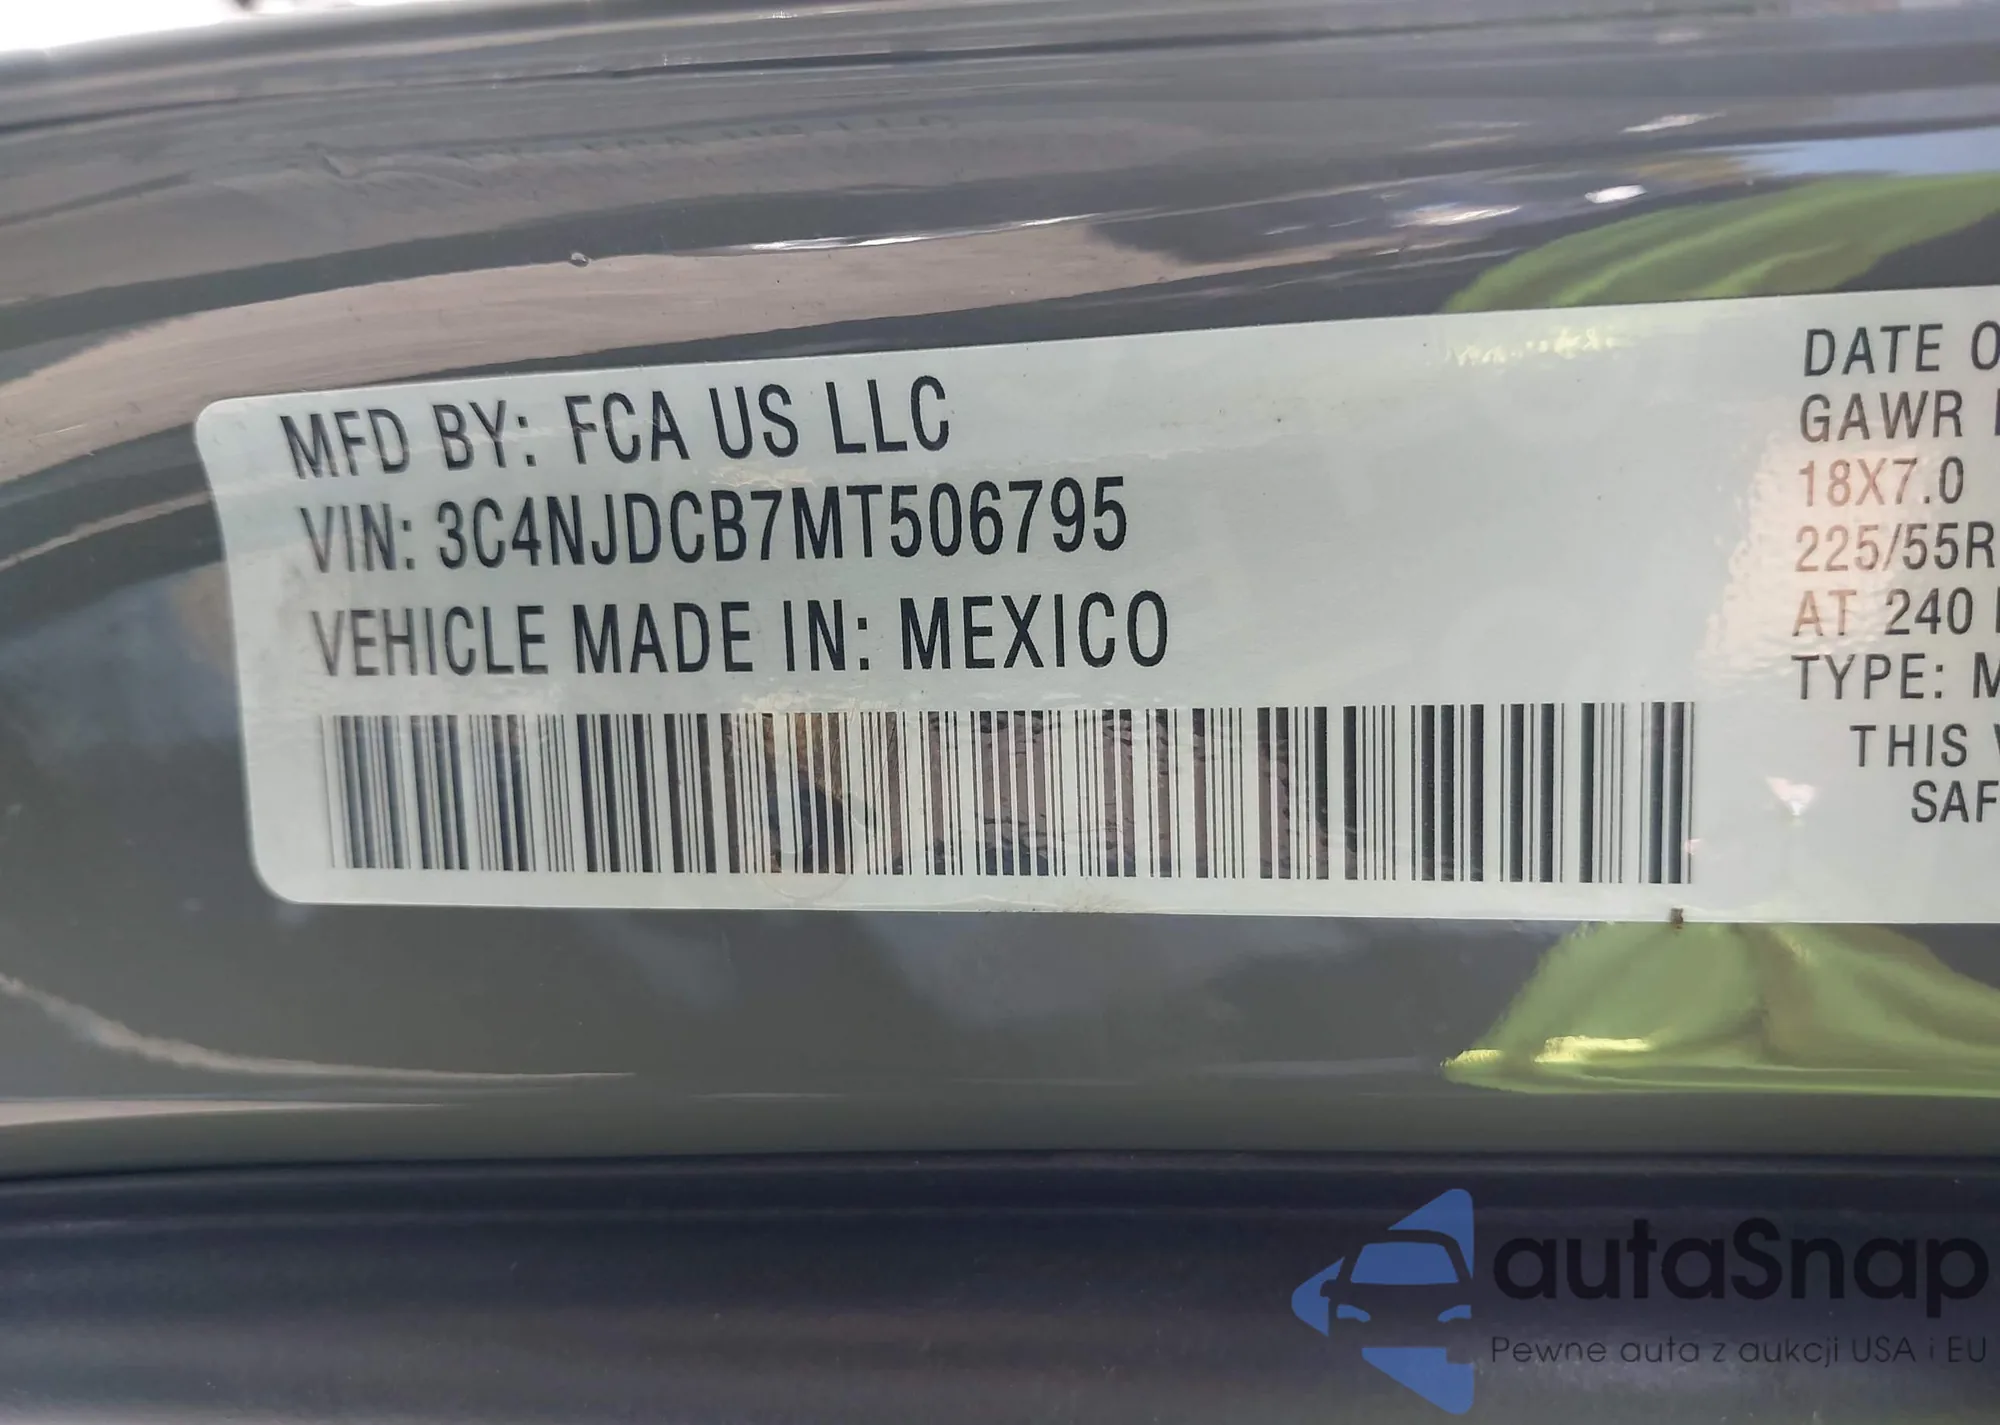 MFD BY: FCA US LLC
VIN: 3C4NJDCB7MT506795
VEHICLE MADE IN: MEXICO
DATE O
GAWR
18X7.0
225/55R
AT 240
TYPE: M
THIS V
SAF
autaSnap
Pewne auta z aukcji USA i EU